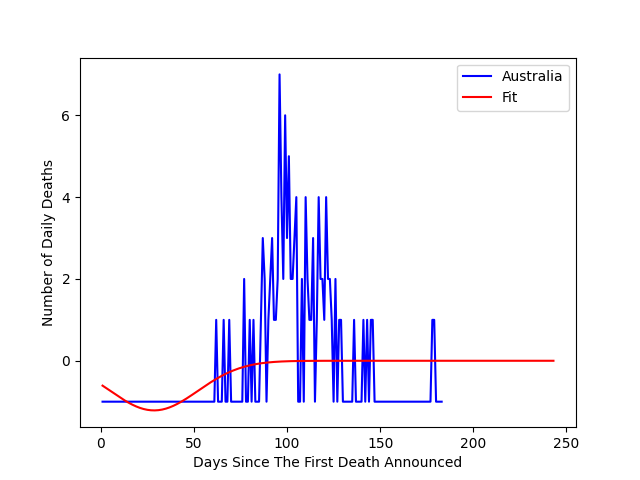 Australia
Fit
6
4
2
0
Number of Daily Deaths
0 50 100 150 200 250
Days Since The First Death Announced